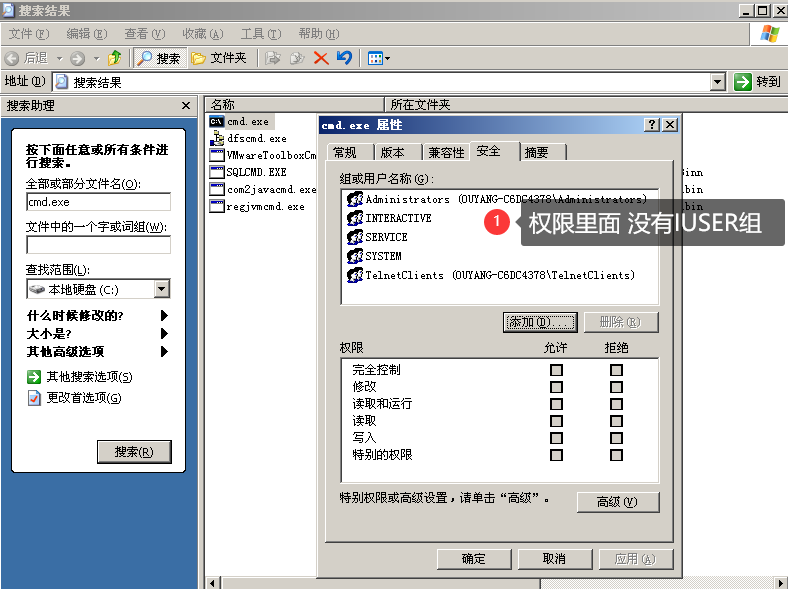 搜索结果
文件(F) 编辑(E) 查看(V) 收藏(A) 工具(T) 帮助(H)
后退 搜索 文件夹
地址(D) 搜索结果 转到
搜索助理
按下面任意或所有条件进
行搜索。
全部或部分文件名(O):
cmd.exe
文件中的一个字或词组(W):
查找范围(L):
本地硬盘 (C:)
什么时候修改的?
大小是?
其他高级选项
其他搜索选项(S)
更改首选项(G)
搜索(R)
名称 所在文件夹
cmd.exe
dfscmd.exe
VMwareToolboxCm
SQLCMD.EXE
com2javacmd.exe
regjvmcmd.exe
cmd.exe 属性
常规 版本 兼容性 安全 摘要
组或用户名称(G):
Administrators (OUYANG-C6DC4378\Administrators)
INTERACTIVE
SERVICE
SYSTEM
TelnetClients (OUYANG-C6DC4378\TelnetClients)
1 权限里面 没有IUSER组
添加(D)... 删除(R)
权限 允许 拒绝
完全控制
修改
读取和运行
读取
写入
特别的权限
特别权限或高级设置，请单击“高级”。
高级(V)
确定 取消 应用(A)